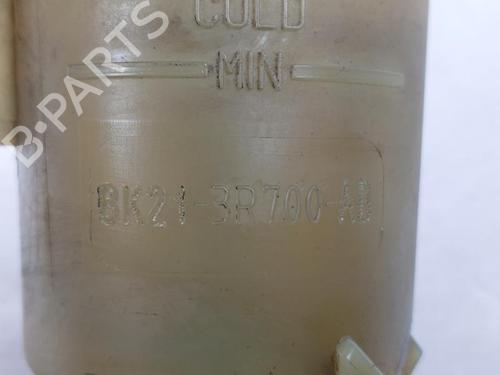 COLD
MIN
BK21-3R700-AB
B-PARTS